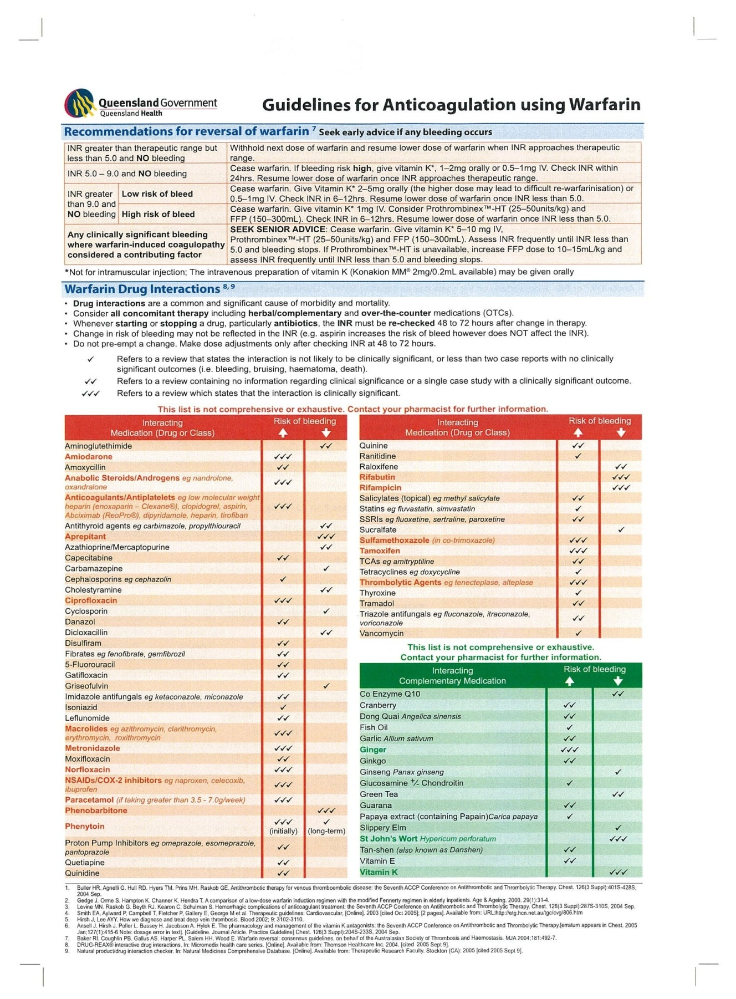 Queensland Government
Queensland Health
Guidelines for Anticoagulation using Warfarin
Recommendations for reversal of warfarin 7 Seek early advice if any bleeding occurs
INR greater than therapeutic range but less than 5.0 and NO bleeding
Withhold next dose of warfarin and resume lower dose of warfarin when INR approaches therapeutic range.
INR 5.0 – 9.0 and NO bleeding
Cease warfarin. If bleeding risk high, give vitamin K*, 1–2mg orally or 0.5–1mg IV. Check INR within
24hrs. Resume lower dose of warfarin once INR approaches therapeutic range.
INR greater than 9.0 and NO bleeding
Low risk of bleed
Cease warfarin. Give Vitamin K* 2–5mg orally (the higher dose may lead to difficult re-warfarinisation) or
0.5–1mg IV. Check INR in 6–12hrs. Resume lower dose of warfarin once INR less than 5.0.
High risk of bleed
Cease warfarin. Give vitamin K* 1mg IV. Consider Prothrombinex™-HT (25–50units/kg) and
FFP (150–300mL). Check INR in 6–12hrs. Resume lower dose of warfarin once INR less than 5.0.
Any clinically significant bleeding
where warfarin-induced coagulopathy
considered a contributing factor
SEEK SENIOR ADVICE: Cease warfarin. Give vitamin K* 5–10 mg IV,
Prothrombinex™-HT (25–50units/kg) and FFP (150–300mL). Assess INR frequently until INR less than
5.0 and bleeding stops. If Prothrombinex™-HT is unavailable, increase FFP dose to 10–15mL/kg and
assess INR frequently until INR less than 5.0 and bleeding stops.
*Not for intramuscular injection; The intravenous preparation of vitamin K (Konakion MM® 2mg/0.2mL available) may be given orally
Warfarin Drug Interactions 8,9
• Drug interactions are a common and significant cause of morbidity and mortality.
• Consider all concomitant therapy including herbal/complementary and over-the-counter medications (OTCs).
• Whenever starting or stopping a drug, particularly antibiotics, the INR must be re-checked 48 to 72 hours after change in therapy.
• Change in risk of bleeding may not be reflected in the INR (e.g. aspirin increases the risk of bleed however does NOT affect the INR).
• Do not pre-empt a change. Make dose adjustments only after checking INR at 48 to 72 hours.
✓ Refers to a review that states the interaction is not likely to be clinically significant, or less than two case reports with no clinically
significant outcomes (i.e. bleeding, bruising, haematoma, death).
✓✓ Refers to a review containing no information regarding clinical significance or a single case study with a clinically significant outcome.
✓✓✓ Refers to a review which states that the interaction is clinically significant.
This list is not comprehensive or exhaustive. Contact your pharmacist for further information.
Interacting
Medication (Drug or Class)
Risk of bleeding
Aminoglutethimide ✓✓
Amiodarone ✓✓✓
Amoxycillin ✓✓
Anabolic Steroids/Androgens eg nandrolone,
oxandralone ✓✓✓
Anticoagulants/Antiplatelets eg low molecular weight
heparin (enoxaparin – Clexane®), clopidogrel, aspirin, ✓✓✓
Abciximab (ReoPro®), dipyridamole, heparin, tirofiban
Antithyroid agents eg carbimazole, propylthiouracil ✓✓
Aprepitant ✓✓✓
Azathioprine/Mercaptopurine ✓✓
Capecitabine ✓✓
Carbamazepine ✓
Cephalosporins eg cephazolin ✓
Cholestyramine ✓✓
Ciprofloxacin ✓✓✓
Cyclosporin ✓
Danazol ✓✓
Dicloxacillin ✓✓
Disulfiram ✓✓
Fibrates eg fenofibrate, gemfibrozil ✓✓
5-Fluorouracil ✓✓
Gatifloxacin ✓✓
Griseofulvin ✓
Imidazole antifungals eg ketaconazole, miconazole ✓✓
Isoniazid ✓
Leflunomide ✓✓
Macrolides eg azithromycin, clarithromycin,
erythromycin, roxithromycin ✓✓✓
Metronidazole ✓✓✓
Moxifloxacin ✓✓
Norfloxacin ✓✓✓
NSAIDs/COX-2 inhibitors eg naproxen, celecoxib,
ibuprofen ✓✓✓
Paracetamol (if taking greater than 3.5 - 7.0g/week) ✓✓✓
Phenobarbitone ✓✓✓
Phenytoin ✓✓✓ (initially) ✓ (long-term)
Proton Pump Inhibitors eg omeprazole, esomeprazole,
pantoprazole ✓✓
Quetiapine ✓✓
Quinidine ✓✓
Interacting
Medication (Drug or Class)
Risk of bleeding
Quinine ✓✓
Ranitidine ✓
Raloxifene ✓✓
Rifabutin ✓✓✓
Rifampicin ✓✓✓
Salicylates (topical) eg methyl salicylate ✓✓
Statins eg fluvastatin, simvastatin ✓
SSRIs eg fluoxetine, sertraline, paroxetine ✓✓
Sucralfate ✓
Sulfamethoxazole (in co-trimoxazole) ✓✓✓
Tamoxifen ✓✓✓
TCAs eg amitryptiline ✓✓
Tetracyclines eg doxycycline ✓
Thrombolytic Agents eg tenecteplase, alteplase ✓✓✓
Thyroxine ✓
Tramadol ✓✓
Triazole antifungals eg fluconazole, itraconazole,
voriconazole ✓✓
Vancomycin ✓
This list is not comprehensive or exhaustive.
Contact your pharmacist for further information.
Interacting
Complementary Medication
Risk of bleeding
Co Enzyme Q10 ✓✓
Cranberry ✓✓
Dong Quai Angelica sinensis ✓✓
Fish Oil ✓
Garlic Allium sativum ✓✓
Ginger ✓✓✓
Ginkgo ✓✓
Ginseng Panax ginseng ✓
Glucosamine +/- Chondroitin ✓
Green Tea ✓✓
Guarana ✓✓
Papaya extract (containing Papain)Carica papaya ✓
Slippery Elm ✓
St John's Wort Hypericum perforatum ✓✓✓
Tan-shen (also known as Danshen) ✓✓
Vitamin E ✓✓
Vitamin K ✓✓✓
1. Buller HR. Agnelli G. Hull RD. Hyers TM. Prins MH. Raskob GE. Antithrombotic therapy for venous thromboembolic disease: the Seventh ACCP Conference on Antithrombotic and Thrombolytic Therapy. Chest. 126(3 Suppl):401S-428S,
2004 Sep.
2. Gedge J. Orme S. Hampton K. Channer K. Hendra T. A comparison of a low-dose warfarin induction regimen with the modified Fennerty regimen in elderly inpatients. Age & Ageing. 2000. 29(1):31-4.
3. Levine MN. Raskob G. Beyth RJ. Kearon C. Schulman S. Hemorrhagic complications of anticoagulant treatment: the Seventh ACCP Conference on Antithrombotic and Thrombolytic Therapy. Chest. 126(3 Suppl):287S-310S, 2004 Sep.
4. Smith EA, Aylward P, Campbell T, Fletcher P, Gallery E, George M et al. Therapeutic guidelines: Cardiovascular, [Online]. 2003 [cited Oct 2005]; [2 pages]. Available from: URL:http://etg.hcn.net.au/tgc/cvg/806.htm
5. Hirsh J, Lee AYY. How we diagnose and treat deep vein thrombosis. Blood 2002; 9: 3102-3110.
6. Ansell J. Hirsh J. Poller L. Bussey H. Jacobson A. Hylek E. The pharmacology and management of the vitamin K antagonists: the Seventh ACCP Conference on Antithrombotic and Thrombolytic Therapy.[erratum appears in Chest. 2005
Jan;127(1):415-6 Note: dosage error in text]. [Guideline. Journal Article. Practice Guideline] Chest. 126(3 Suppl):204S-233S, 2004 Sep.
7. Baker RI. Coughlin PB. Gallus AS. Harper PL. Salem HH. Wood E. Warfarin reversal: consensus guidelines, on behalf of the Australasian Society of Thrombosis and Haemostasis. MJA 2004;181:492-7.
8. DRUG-REAX® interactive drug interactions. In: Micromedix health care series. [Online]. Available from: Thomson Healthcare Inc. 2004. [cited 2005 Sept 9].
9. Natural product/drug interaction checker. In: Natural Medicines Comprehensive Database. [Online]. Available from: Therapeutic Research Faculty. Stockton (CA): 2005 [cited 2005 Sept 9].